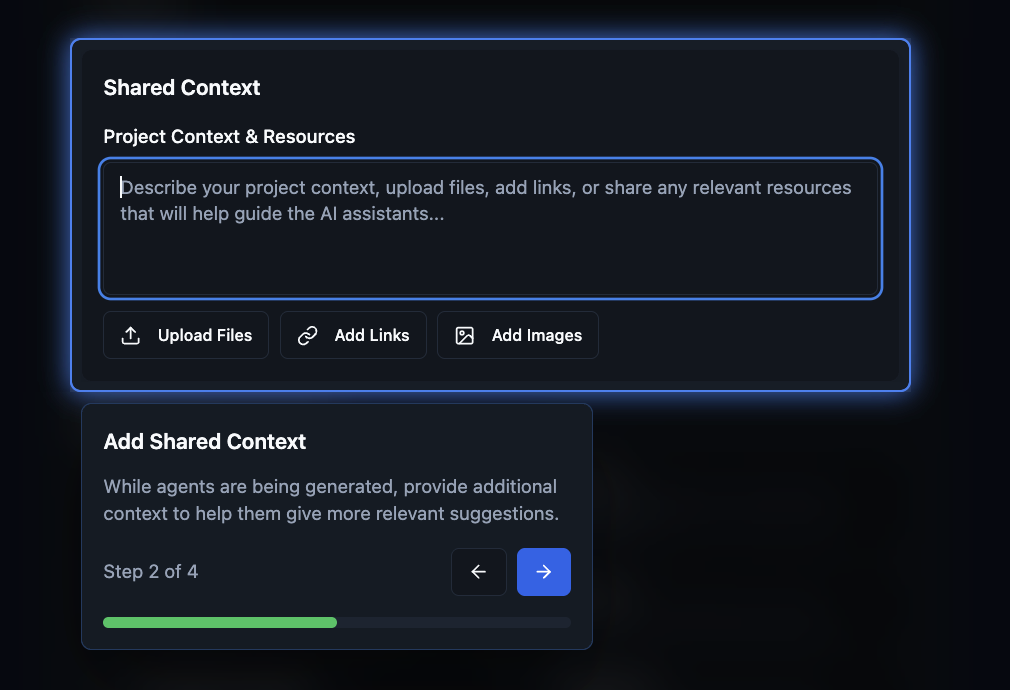 Shared Context
Project Context & Resources
Describe your project context, upload files, add links, or share any relevant resources
that will help guide the AI assistants...
Upload Files
Add Links
Add Images
Add Shared Context
While agents are being generated, provide additional
context to help them give more relevant suggestions.
Step 2 of 4